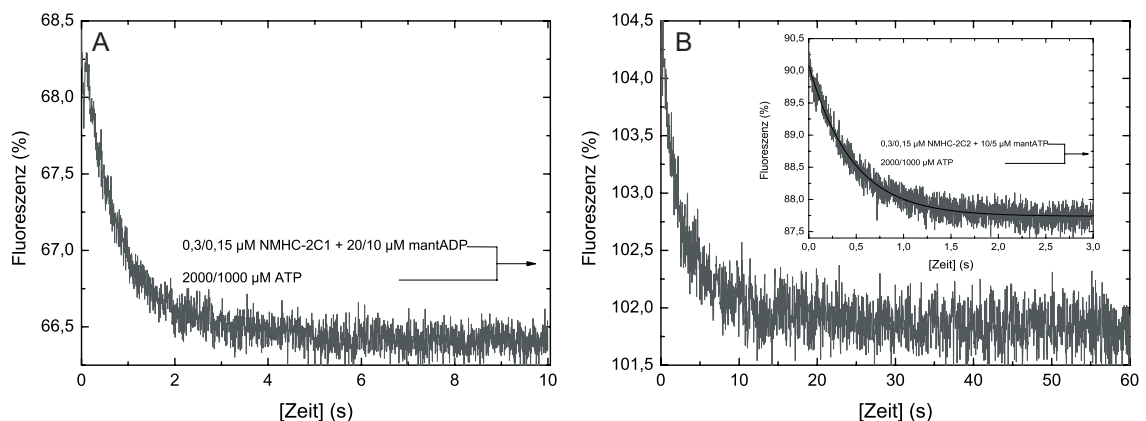 A
68,5
68,0
67,5
67,0
66,5
Fluoreszenz (%)
0,3/0,15 µM NMHC-2C1 + 20/10 µM mantADP
2000/1000 µM ATP
0 2 4 6 8 10
[Zeit] (s)
B
104,5
104,0
103,5
103,0
102,5
102,0
101,5
Fluoreszenz (%)
0 10 20 30 40 50 60
[Zeit] (s)
90,5
90,0
89,5
89,0
88,5
88,0
87,5
Fluoreszenz (%)
0,3/0,15 µM NMHC-2C2 + 10/5 µM mantATP
2000/1000 µM ATP
0,0 0,5 1,0 1,5 2,0 2,5 3,0
[Zeit] (s)